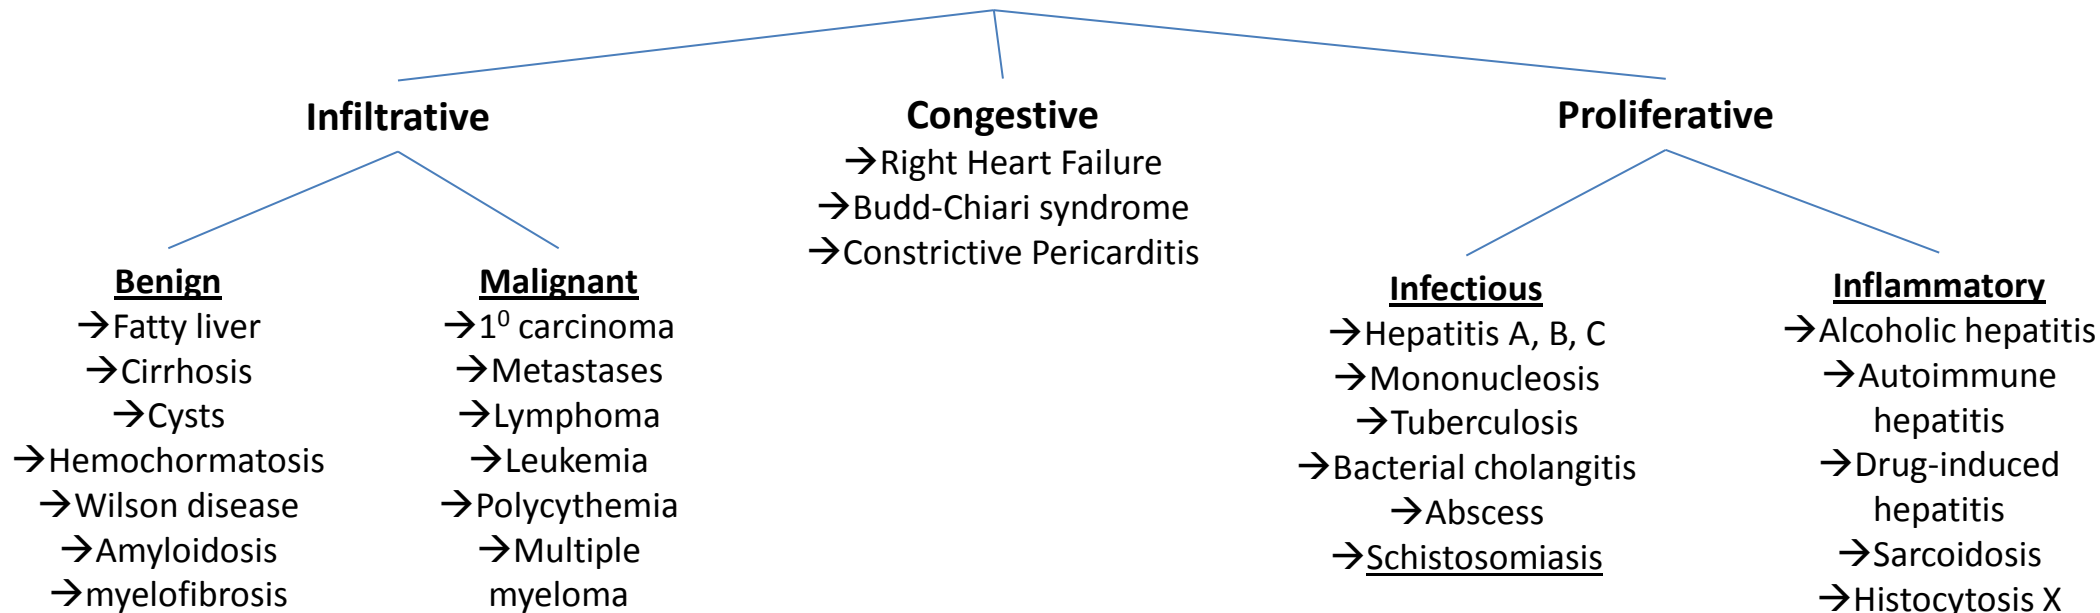 Infiltrative
Benign
→Fatty liver
→Cirrhosis
→Cysts
→Hemochormatosis
→Wilson disease
→Amyloidosis
→myelofibrosis
Malignant
→1⁰ carcinoma
→Metastases
→Lymphoma
→Leukemia
→Polycythemia
→Multiple
myeloma
Congestive
→Right Heart Failure
→Budd-Chiari syndrome
→Constrictive Pericarditis
Proliferative
Infectious
→Hepatitis A, B, C
→Mononucleosis
→Tuberculosis
→Bacterial cholangitis
→Abscess
→Schistosomiasis
Inflammatory
→Alcoholic hepatitis
→Autoimmune
hepatitis
→Drug-induced
hepatitis
→Sarcoidosis
→Histocytosis X